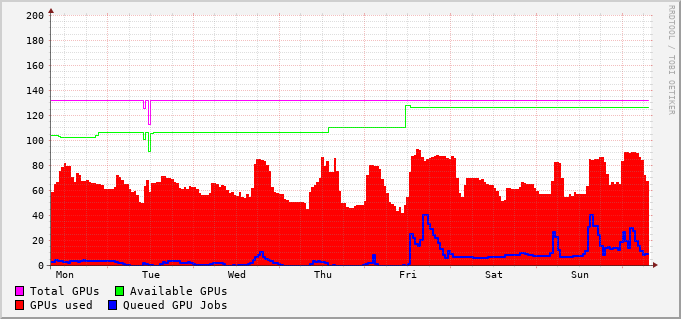 200
180
160
140
120
100
80
60
40
20
0
Mon Tue Wed Thu Fri Sat Sun
Total GPUs Available GPUs
GPUs used Queued GPU Jobs
RRDTOOL / TOBI OETIKER